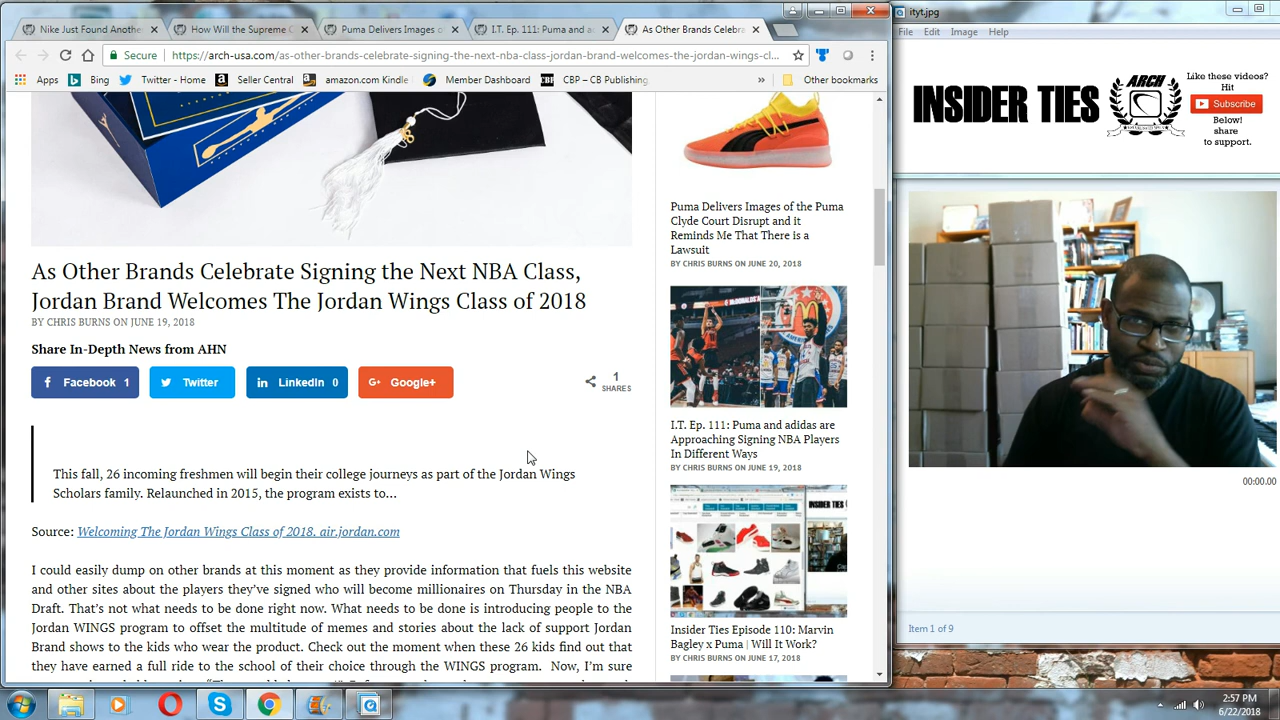 Nike Just Found Anothe
How Will the Supreme C
Puma Delivers Images of
I.T. Ep. 111: Puma and ad
As Other Brands Celebra
Secure
https://arch-usa.com/as-other-brands-celebrate-signing-the-next-nba-class-jordan-brand-welcomes-the-jordan-wings-cl...
Apps
Bing
Twitter - Home
Seller Central
amazon.com Kindle
Member Dashboard
CBP – CB Publishing
»
Other bookmarks
As Other Brands Celebrate Signing the Next NBA Class,
Jordan Brand Welcomes The Jordan Wings Class of 2018
BY CHRIS BURNS ON JUNE 19, 2018
Share In-Depth News from AHN
Facebook 1
Twitter
LinkedIn 0
Google+
1
SHARES
This fall, 26 incoming freshmen will begin their college journeys as part of the Jordan Wings
Scholars family. Relaunched in 2015, the program exists to…
Source: Welcoming The Jordan Wings Class of 2018. air.jordan.com
I could easily dump on other brands at this moment as they provide information that fuels this website
and other sites about the players they've signed who will become millionaires on Thursday in the NBA
Draft. That's not what needs to be done right now. What needs to be done is introducing people to the
Jordan WINGS program to offset the multitude of memes and stories about the lack of support Jordan
Brand shows to the kids who wear the product. Check out the moment when these 26 kids find out that
they have earned a full ride to the school of their choice through the WINGS program. Now, I'm sure
Puma Delivers Images of the Puma
Clyde Court Disrupt and it
Reminds Me That There is a
Lawsuit
BY CHRIS BURNS ON JUNE 20, 2018
I.T. Ep. 111: Puma and adidas are
Approaching Signing NBA Players
In Different Ways
BY CHRIS BURNS ON JUNE 19, 2018
Insider Ties Episode 110: Marvin
Bagley x Puma | Will It Work?
BY CHRIS BURNS ON JUNE 17, 2018
ityt.jpg
File
Edit
Image
Help
INSIDER TIES
ARCH
Like these videos?
Hit
Subscribe
Below!
share
to support.
00:00.00
Item 1 of 9
2:57 PM
6/22/2018